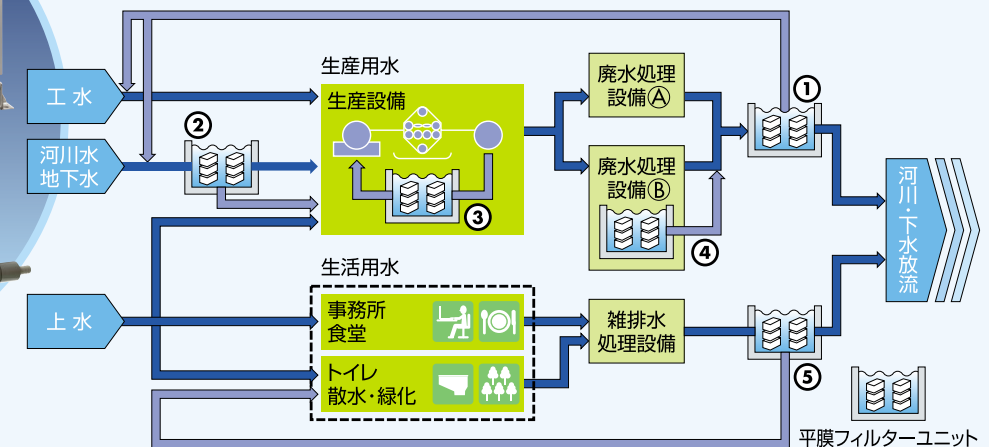 生産用水
工水
生産設備
廃水処理
設備Ⓐ
①
②
河川水
地下水
廃水処理
設備Ⓑ
③
④
河川・下水放流
生活用水
上水
事務所
食堂
雑排水
処理設備
トイレ
散水・緑化
⑤
平膜フィルターユニット